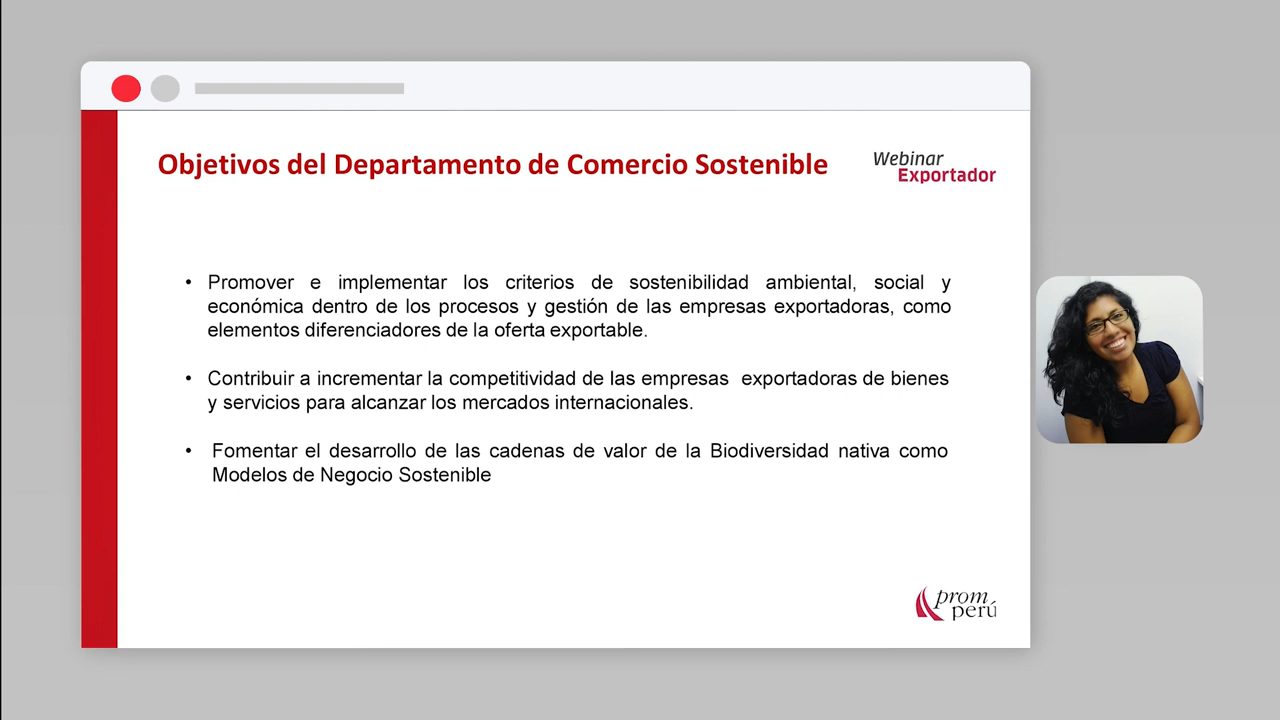 Objetivos del Departamento de Comercio Sostenible
Webinar
Exportador
• Promover e implementar los criterios de sostenibilidad ambiental, social y
económica dentro de los procesos y gestión de las empresas exportadoras, como
elementos diferenciadores de la oferta exportable.
• Contribuir a incrementar la competitividad de las empresas exportadoras de bienes
y servicios para alcanzar los mercados internacionales.
• Fomentar el desarrollo de las cadenas de valor de la Biodiversidad nativa como
Modelos de Negocio Sostenible
prom
perú